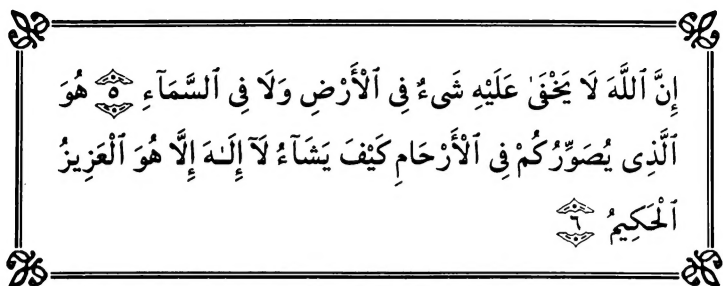 إِنَّ ٱللَّهَ لَا يَخْفَىٰ عَلَيْهِ شَىْءٌ فِى ٱلْأَرْضِ وَلَا فِى ٱلسَّمَآءِ ٥ هُوَ
ٱلَّذِى يُصَوِّرُكُمْ فِى ٱلْأَرْحَامِ كَيْفَ يَشَآءُ لَآ إِلَـٰهَ إِلَّا هُوَ ٱلْعَزِيزُ
ٱلْحَكِيمُ ٦